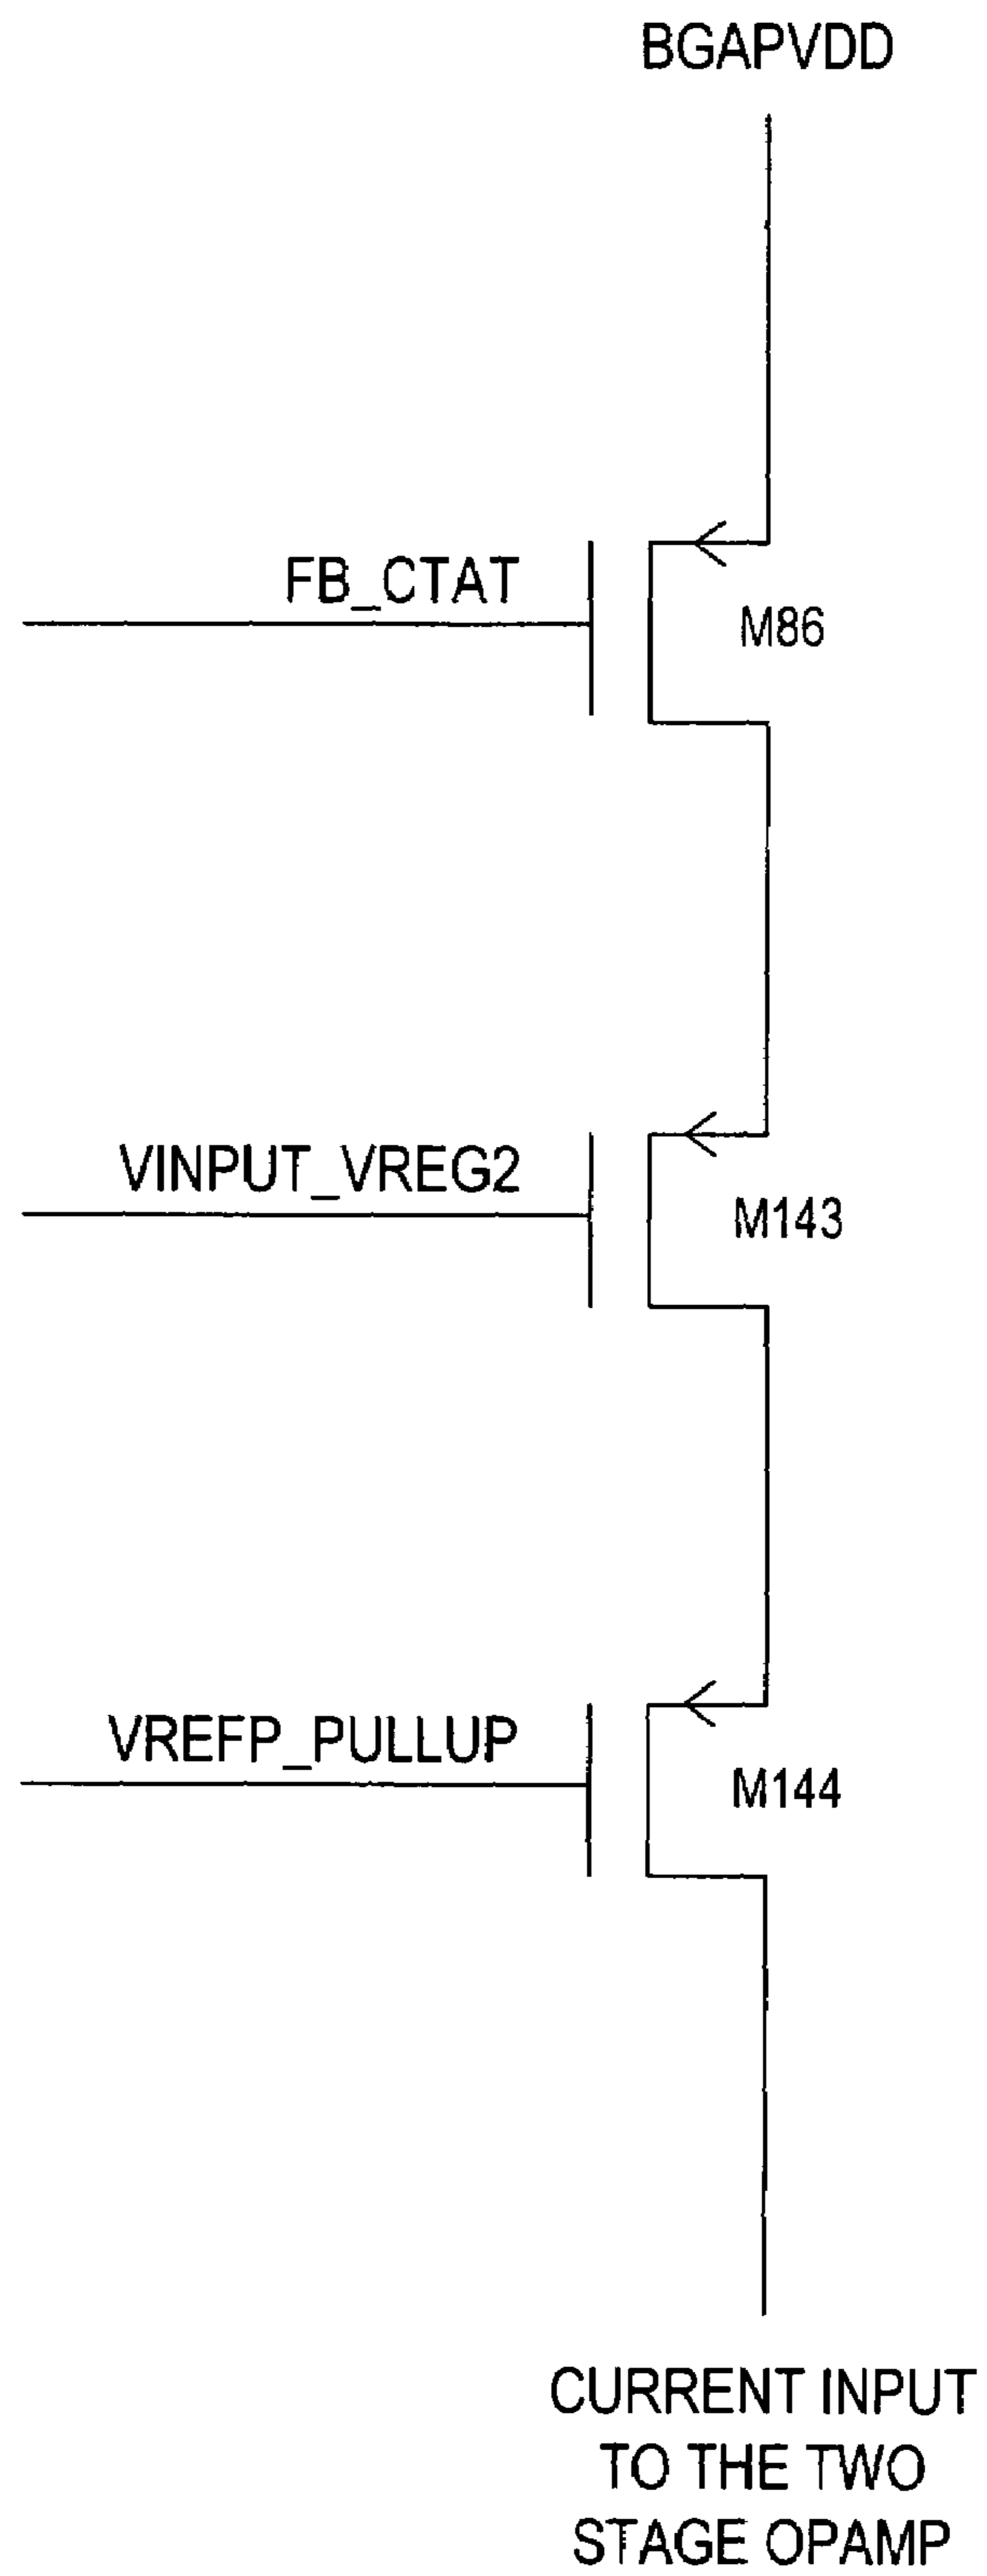 BGAPVDD
FB_CTAT
M86
VINPUT_VREG2
M143
VREFP_PULLUP
M144
CURRENT INPUT
TO THE TWO
STAGE OPAMP